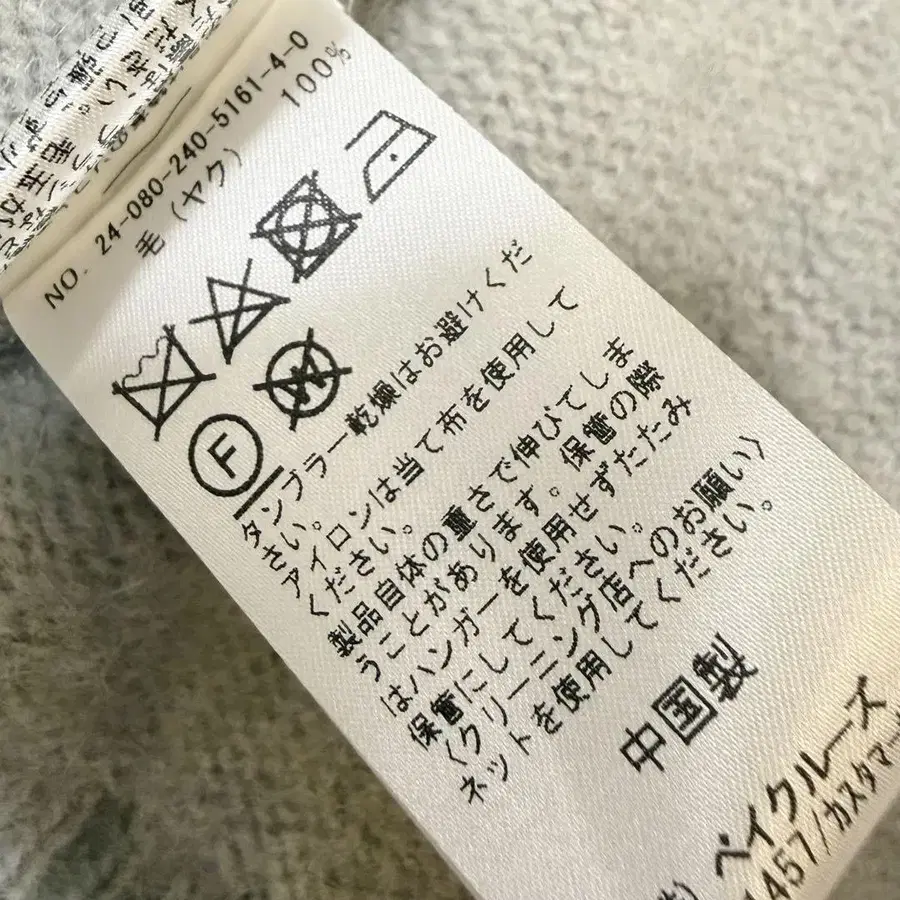 NO. 24-080-240-5161-4-0
毛(ヤク) 100%
F
W
タンブラー乾燥はお避けくだ
さい。
アイロンは当て布を使用して
ください。
製品自体の重さで伸びてしま
うことがあります。保管の際
はハンガーを使用せずたたみ
保管にしてください。
〈クリーニング店へのお願い〉
ネットを使用してください。
中国製
ベイクルーズ
1457/カスタマー